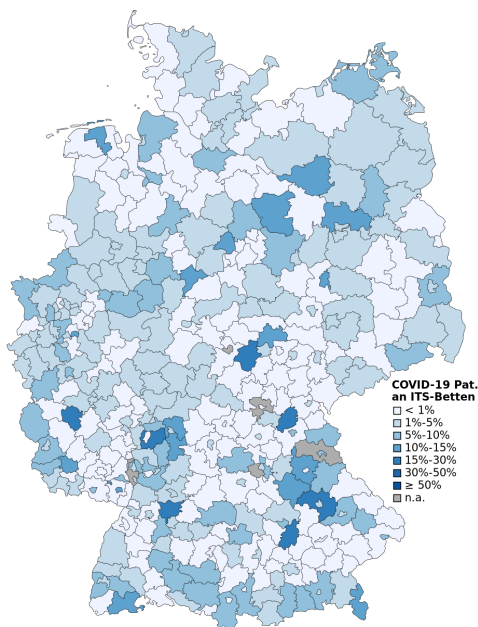 COVID-19 Pat.
an ITS-Betten
< 1%
1%-5%
5%-10%
10%-15%
15%-30%
30%-50%
≥ 50%
n.a.